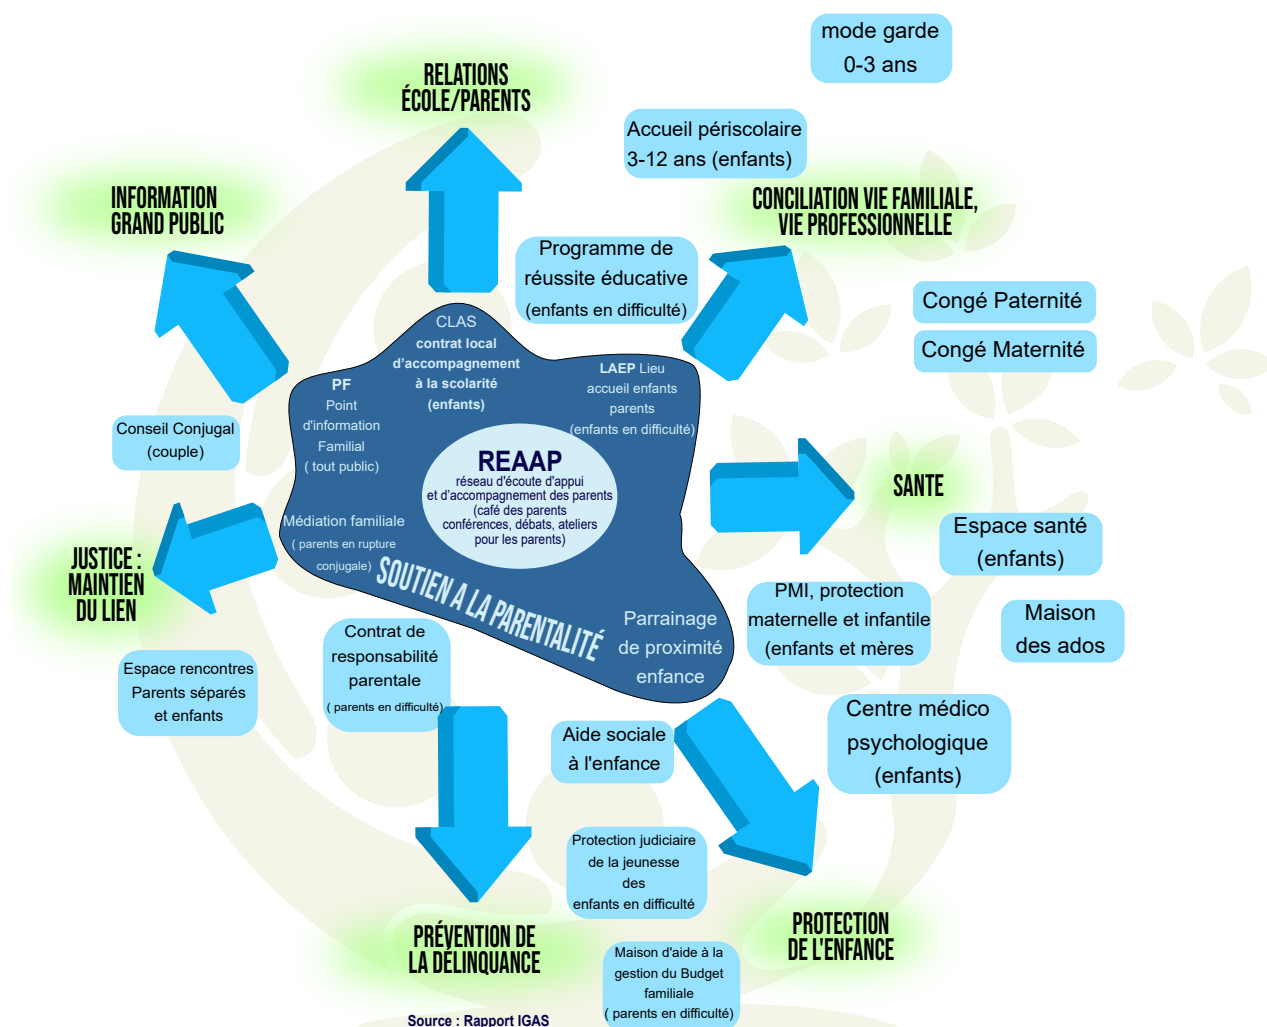 mode garde
0-3 ans
RELATIONS
ÉCOLE/PARENTS
Accueil périscolaire
3-12 ans (enfants)
INFORMATION
GRAND PUBLIC
CONCILIATION VIE FAMILIALE,
VIE PROFESSIONNELLE
Programme de
réussite éducative
(enfants en difficulté)
Congé Paternité
Congé Maternité
CLAS
contrat local
d'accompagnement
à la scolarité
(enfants)
LAEP Lieu
accueil enfants
parents
(enfants en difficulté)
PF
Point
d'information
Familial
( tout public)
Conseil Conjugal
(couple)
REAAP
réseau d'écoute d'appui
et d'accompagnement des parents
(café des parents
conférences, débats, ateliers
pour les parents)
SANTE
Médiation familiale
( parents en rupture
conjugale)
Espace santé
(enfants)
JUSTICE :
MAINTIEN
DU LIEN
SOUTIEN A LA PARENTALITÉ
Parrainage
de proximité
enfance
PMI, protection
maternelle et infantile
(enfants et mères
Maison
des ados
Contrat de
responsabilité
parentale
( parents en difficulté)
Espace rencontres
Parents séparés
et enfants
Centre médico
psychologique
(enfants)
Aide sociale
à l'enfance
Protection judiciaire
de la jeunesse
des
enfants en difficulté
PROTECTION
DE L'ENFANCE
PRÉVENTION DE
LA DÉLINQUANCE
Maison d'aide à la
gestion du Budget
familiale
( parents en difficulté)
Source : Rapport IGAS